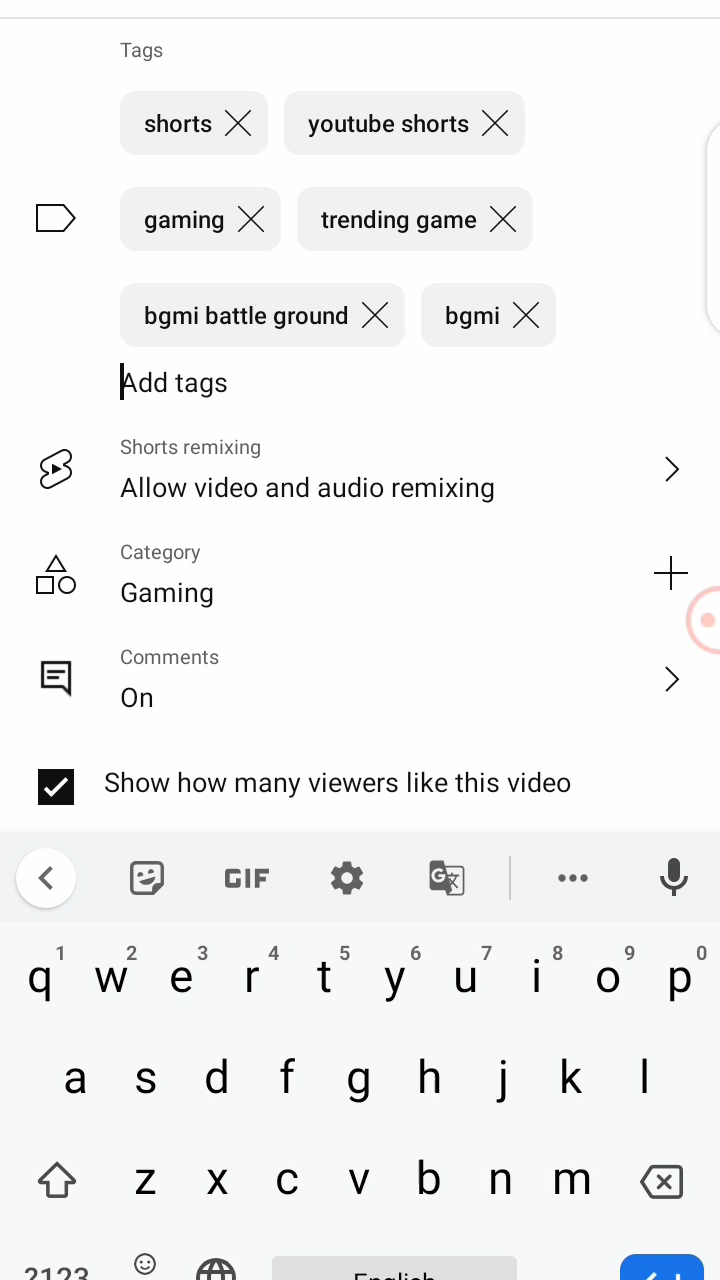 Tags
shorts youtube shorts
gaming trending game
bgmi battle ground bgmi
Add tags
Shorts remixing
Allow video and audio remixing
Category
Gaming
Comments
On
Show how many viewers like this video
GIF G
1 2 3 4 5 6 7 8 9 0
q w e r t y u i o p
a s d f g h j k l
z x c v b n m
?123 English